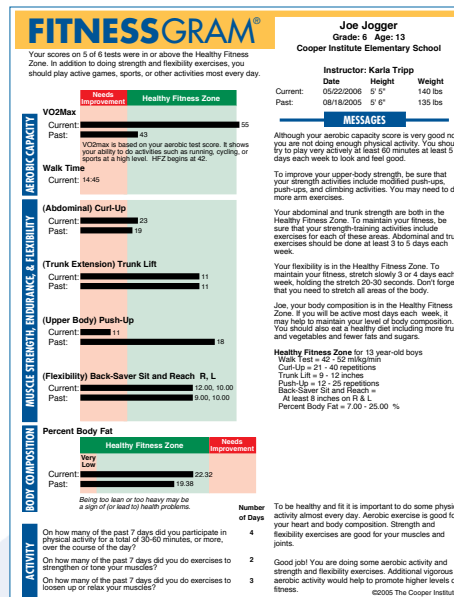 FITNESSGRAM®
Your scores on 5 of 6 tests were in or above the Healthy Fitness
Zone. In addition to doing strength and flexibility exercises, you
should play active games, sports, or other activities most every day.
Needs
Improvement
Healthy Fitness Zone
AEROBIC CAPACITY
VO2Max
Current: 55
Past: 43
VO2max is based on your aerobic test score. It shows
your ability to do activities such as running, cycling, or
sports at a high level. HFZ begins at 42.
Walk Time
Current: 14:45
MUSCLE STRENGTH, ENDURANCE, & FLEXIBILITY
(Abdominal) Curl-Up
Current: 23
Past: 19
(Trunk Extension) Trunk Lift
Current: 11
Past: 11
(Upper Body) Push-Up
Current: 11
Past: 18
(Flexibility) Back-Saver Sit and Reach R, L
Current: 12.00, 10.00
Past: 9.00, 10.00
BODY COMPOSITION
Percent Body Fat
Healthy Fitness Zone
Needs
Improvement
Very
Low
Current: 22.32
Past: 19.38
Being too lean or too heavy may be
a sign of (or lead to) health problems.
Number
of Days
ACTIVITY
On how many of the past 7 days did you participate in
physical activity for a total of 30-60 minutes, or more,
over the course of the day?
4
On how many of the past 7 days did you do exercises to
strengthen or tone your muscles?
2
On how many of the past 7 days did you do exercises to
loosen up or relax your muscles?
3
Joe Jogger
Grade: 6 Age: 13
Cooper Institute Elementary School
Instructor: Karla Tripp
Date Height Weight
Current: 05/22/2006 5' 5" 140 lbs
Past: 08/18/2005 5' 6" 135 lbs
MESSAGES
Although your aerobic capacity score is very good no
you are not doing enough physical activity. You shou
try to play very actively at least 60 minutes at least 5
days each week to look and feel good.
To improve your upper-body strength, be sure that
your strength activities include modified push-ups,
push-ups, and climbing activities. You may need to d
more arm exercises.
Your abdominal and trunk strength are both in the
Healthy Fitness Zone. To maintain your fitness, be
sure that your strength-training activities include
exercises for each of these areas. Abdominal and tru
exercises should be done at least 3 to 5 days each
week.
Your flexibility is in the Healthy Fitness Zone. To
maintain your fitness, stretch slowly 3 or 4 days each
week, holding the stretch 20-30 seconds. Don't forge
that you need to stretch all areas of the body.
Joe, your body composition is in the Healthy Fitness
Zone. If you will be active most days each week, it
may help to maintain your level of body composition.
You should also eat a healthy diet including more fru
and vegetables and fewer fats and sugars.
Healthy Fitness Zone for 13 year-old boys
Walk Test = 42 - 52 ml/kg/min
Curl-Up = 21 - 40 repetitions
Trunk Lift = 9 - 12 inches
Push-Up = 12 - 25 repetitions
Back-Saver Sit and Reach =
At least 8 inches on R & L
Percent Body Fat = 7.00 - 25.00 %
To be healthy and fit it is important to do some physic
activity almost every day. Aerobic exercise is good fo
your heart and body composition. Strength and
flexibility exercises are good for your muscles and
joints.
Good job! You are doing some aerobic activity and
strength and flexibility exercises. Additional vigorous
aerobic activity would help to promote higher levels o
fitness.
©2005 The Cooper Institut